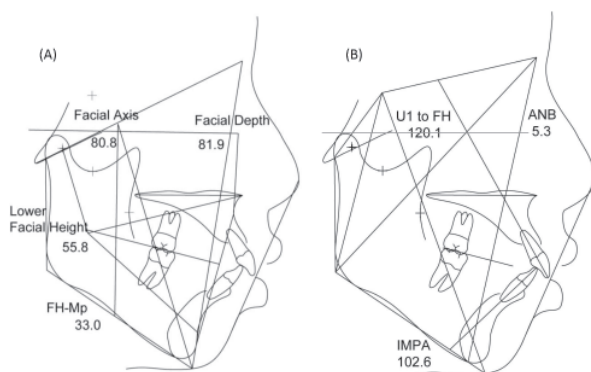 (A)
Facial Axis
80.8
Facial Depth
81.9
Lower
Facial Height
55.8
FH-Mp
33.0
(B)
U1 to FH
120.1
ANB
5.3
IMPA
102.6